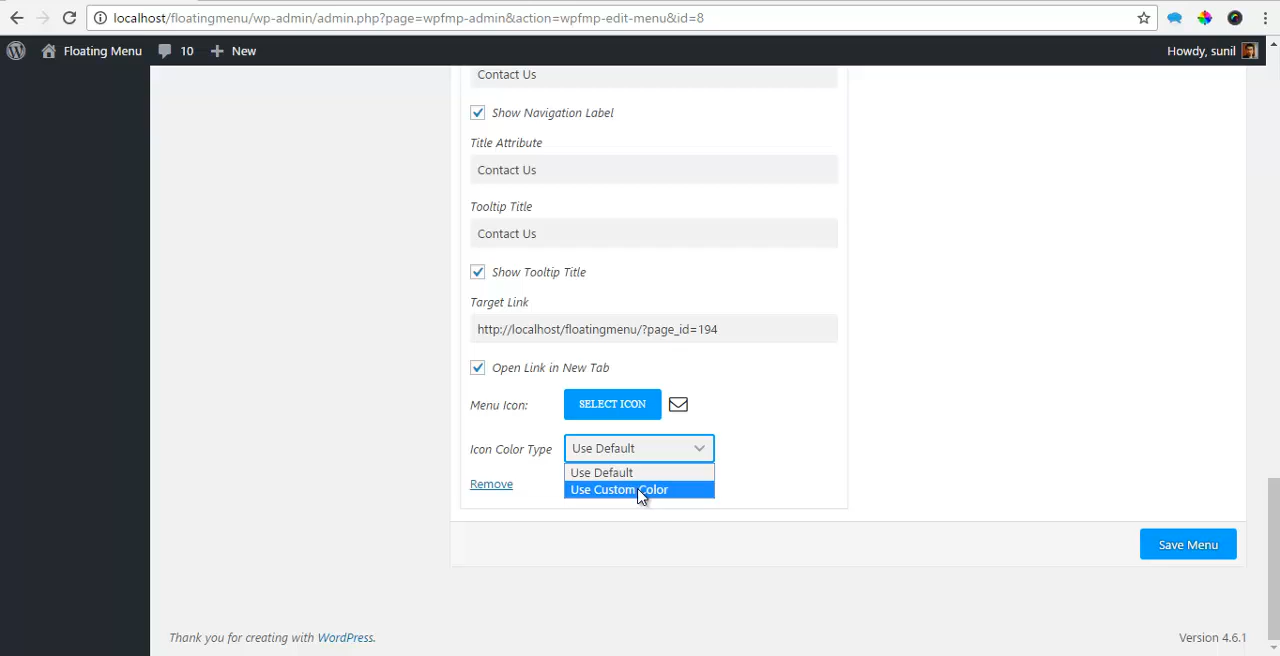 localhost/floatingmenu/wp-admin/admin.php?page=wpfmp-admin&action=wpfmp-edit-menu&id=8
Floating Menu 10 New Howdy, sunil
Contact Us
Show Navigation Label
Title Attribute
Contact Us
Tooltip Title
Contact Us
Show Tooltip Title
Target Link
http://localhost/floatingmenu/?page_id=194
Open Link in New Tab
Menu Icon: SELECT ICON
Icon Color Type Use Default
Use Default
Remove Use Custom Color
Save Menu
Thank you for creating with WordPress. Version 4.6.1